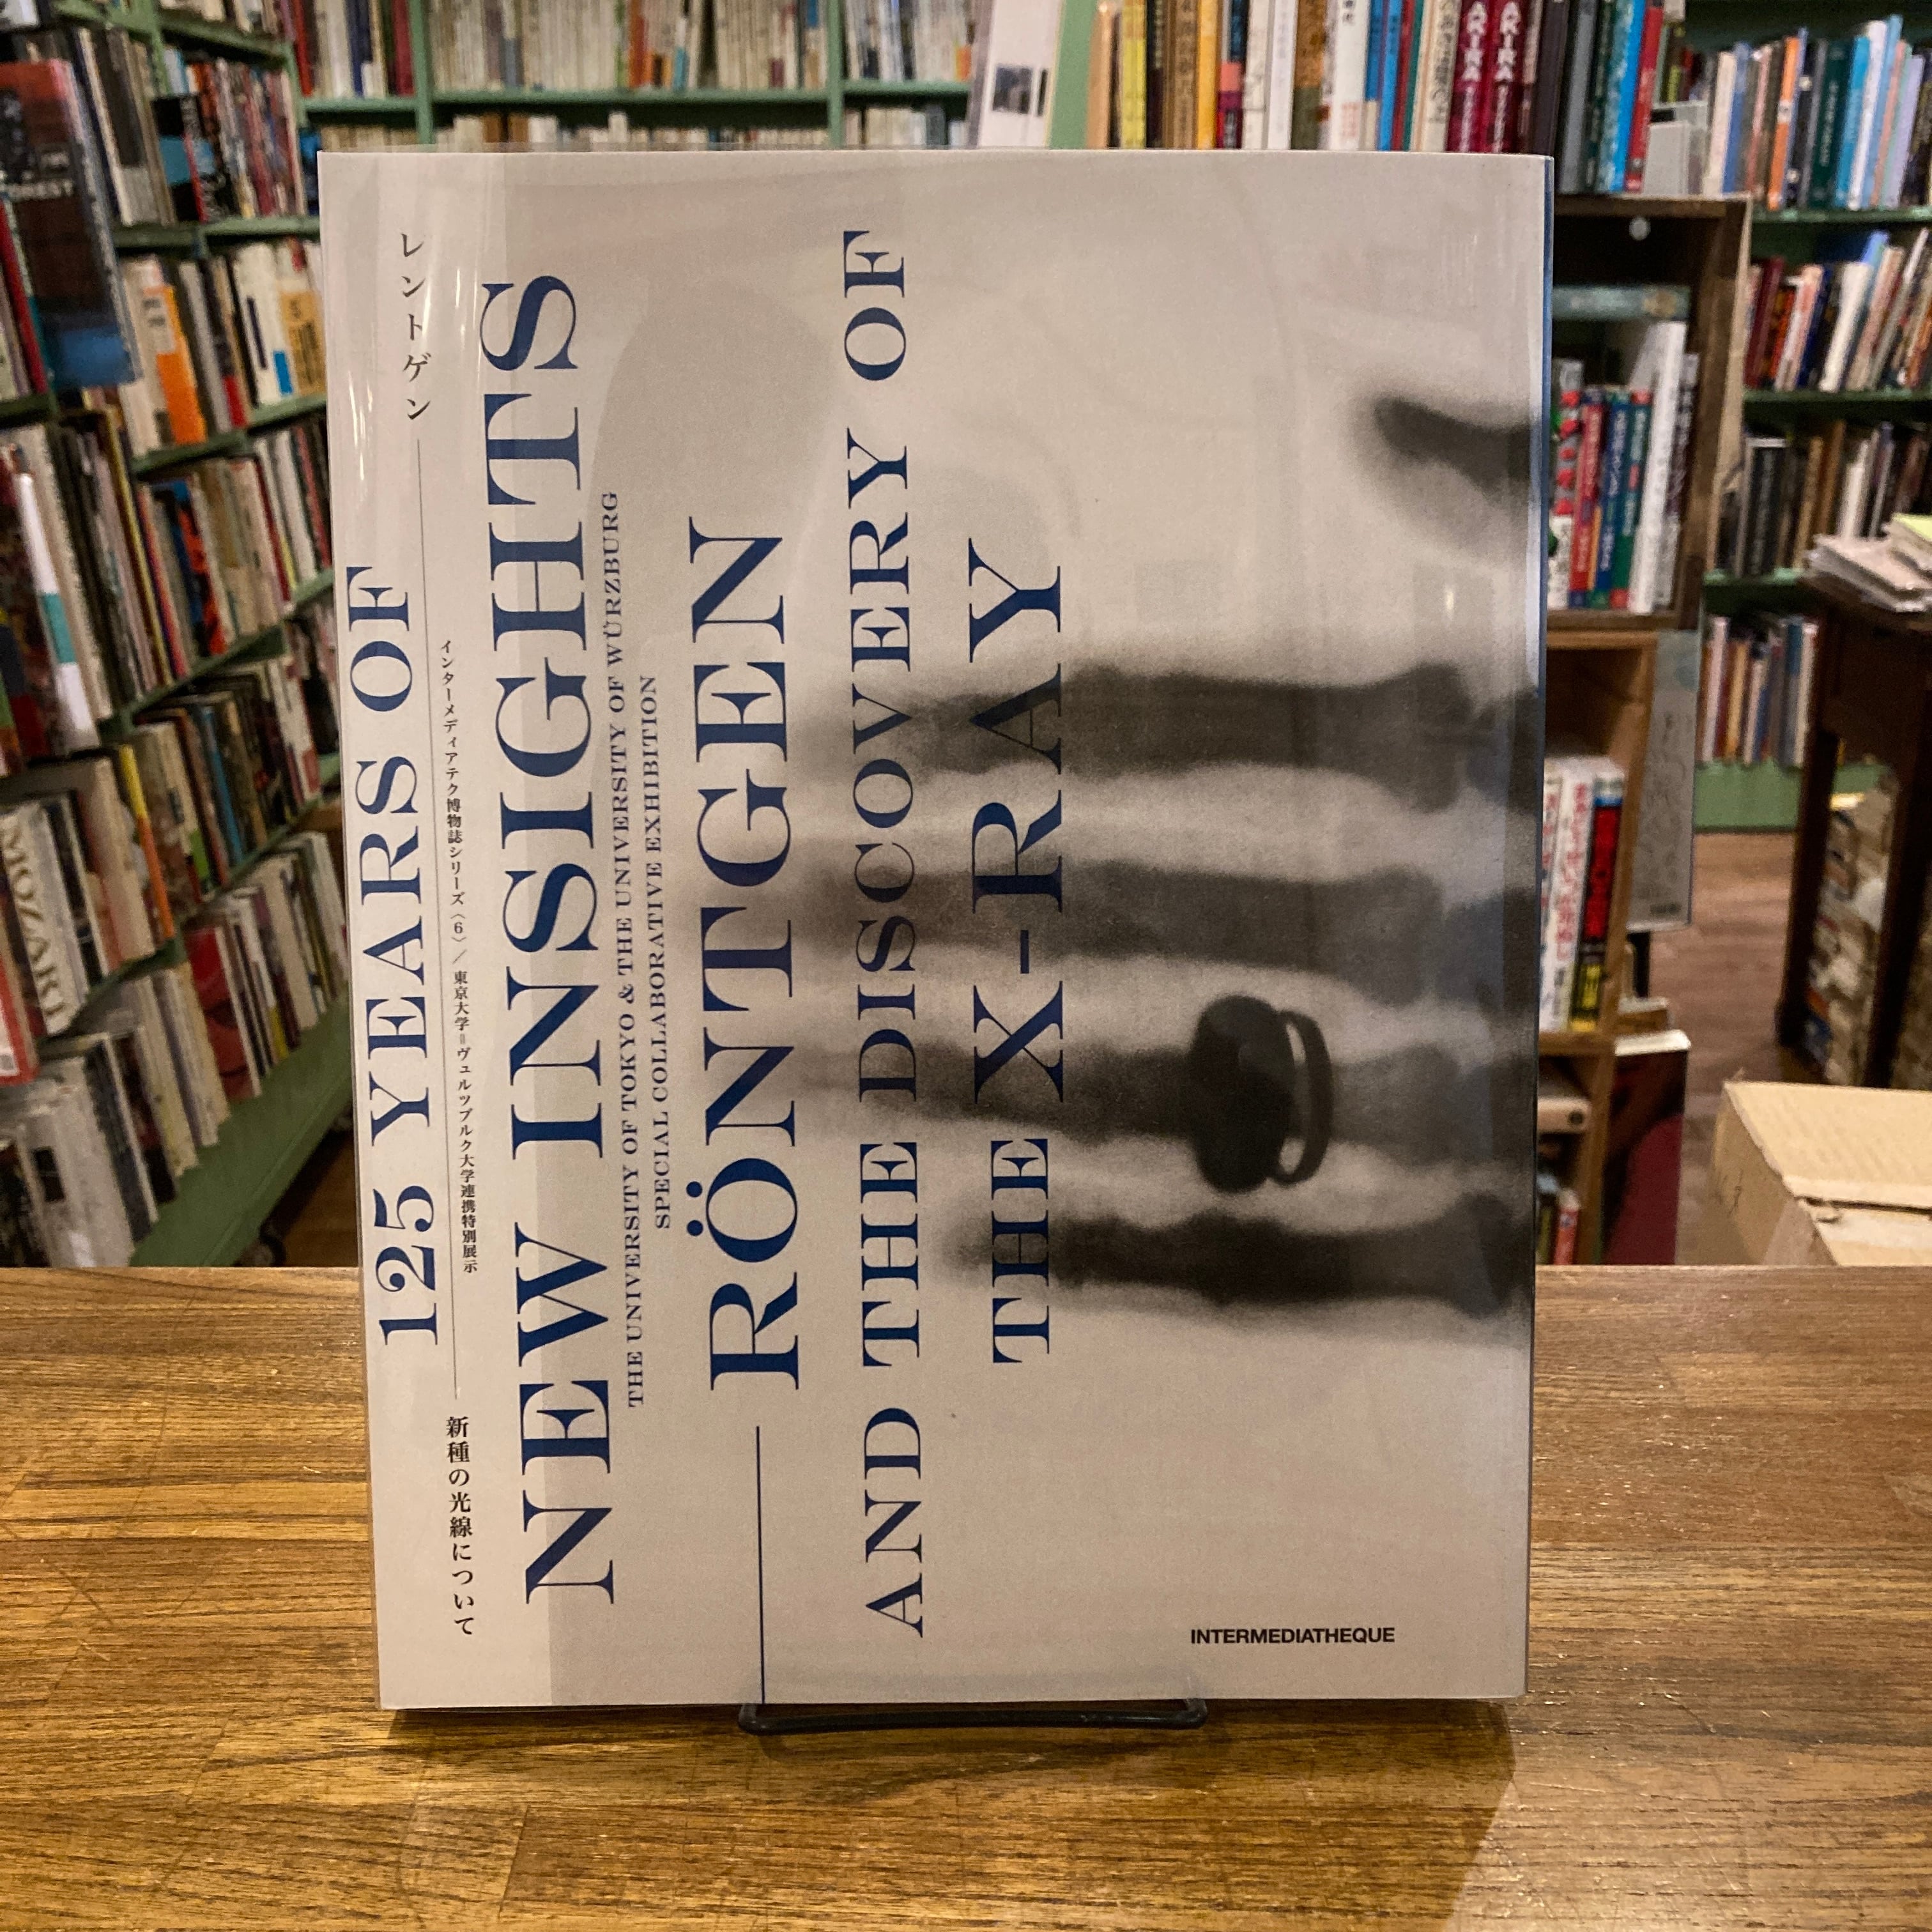 125 YEARS OF
レントゲン
新種の光線について
インターメディアテク博物誌シリーズ〈6〉／東京大学＝ヴュルツブルク大学連携特別展示
NEW INSIGHTS
THE UNIVERSITY OF TOKYO & THE UNIVERSITY OF WÜRZBURG
SPECIAL COLLABORATIVE EXHIBITION
RÖNTGEN
AND THE DISCOVERY OF
THE X-RAY
INTERMEDIATHEQUE
MOZART